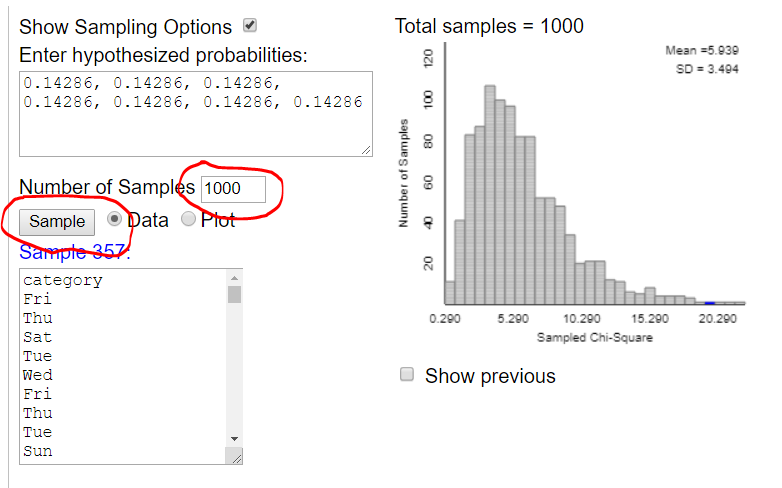 Show Sampling Options
Enter hypothesized probabilities:
0.14286, 0.14286, 0.14286,
0.14286, 0.14286, 0.14286, 0.14286
Number of Samples 1000
Sample Data Plot
Sample 357:
category
Fri
Thu
Sat
Tue
Wed
Fri
Thu
Tue
Sun
Total samples = 1000
Mean =5.939
SD = 3.494
Number of Samples
120
100
80
60
40
20
0.290 5.290 10.290 15.290 20.290
Sampled Chi-Square
Show previous